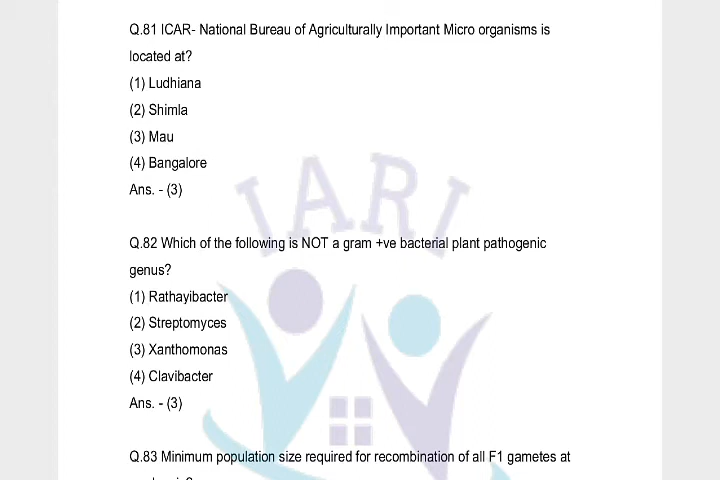 Q.81 ICAR- National Bureau of Agriculturally Important Micro organisms is
located at?
(1) Ludhiana
(2) Shimla
(3) Mau
(4) Bangalore
Ans. - (3)
IARI
Q.82 Which of the following is NOT a gram +ve bacterial plant pathogenic
genus?
(1) Rathayibacter
(2) Streptomyces
(3) Xanthomonas
(4) Clavibacter
Ans. - (3)
Q.83 Minimum population size required for recombination of all F1 gametes at